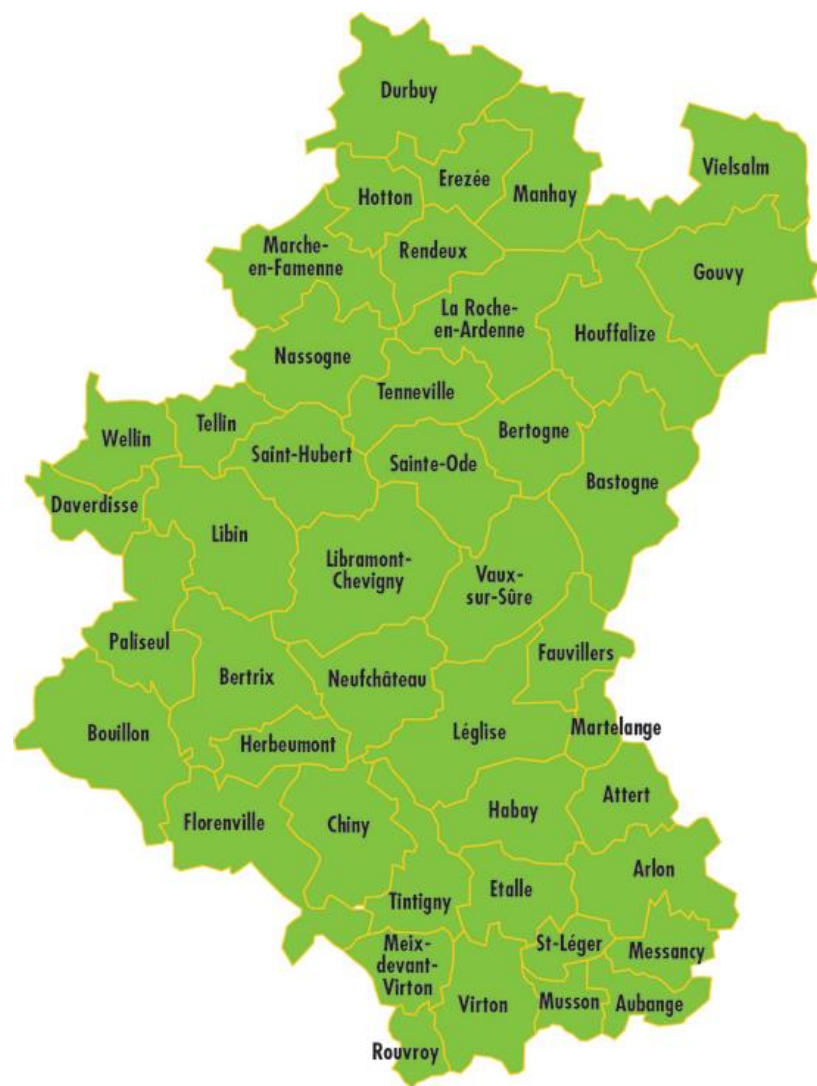 Durbuy
Vielsalm
Erezée
Manhay
Hotton
Marche-
en-Famenne
Rendeux
Gouvy
La Roche-
en-Ardenne
Houffalize
Nassogne
Tenneville
Tellin
Bertogne
Wellin
Saint-Hubert
Sainte-Ode
Bastogne
Daverdisse
Libin
Libramont-
Chevigny
Vaux-
sur-Sûre
Paliseul
Fauvillers
Bertrix
Neufchâteau
Bouillon
Herbeumont
Léglise
Martelange
Attert
Florenville
Chiny
Habay
Arlon
Etalle
Tintigny
Meix-
devant-
Virton
St-Léger
Messancy
Virton
Musson
Aubange
Rouvroy